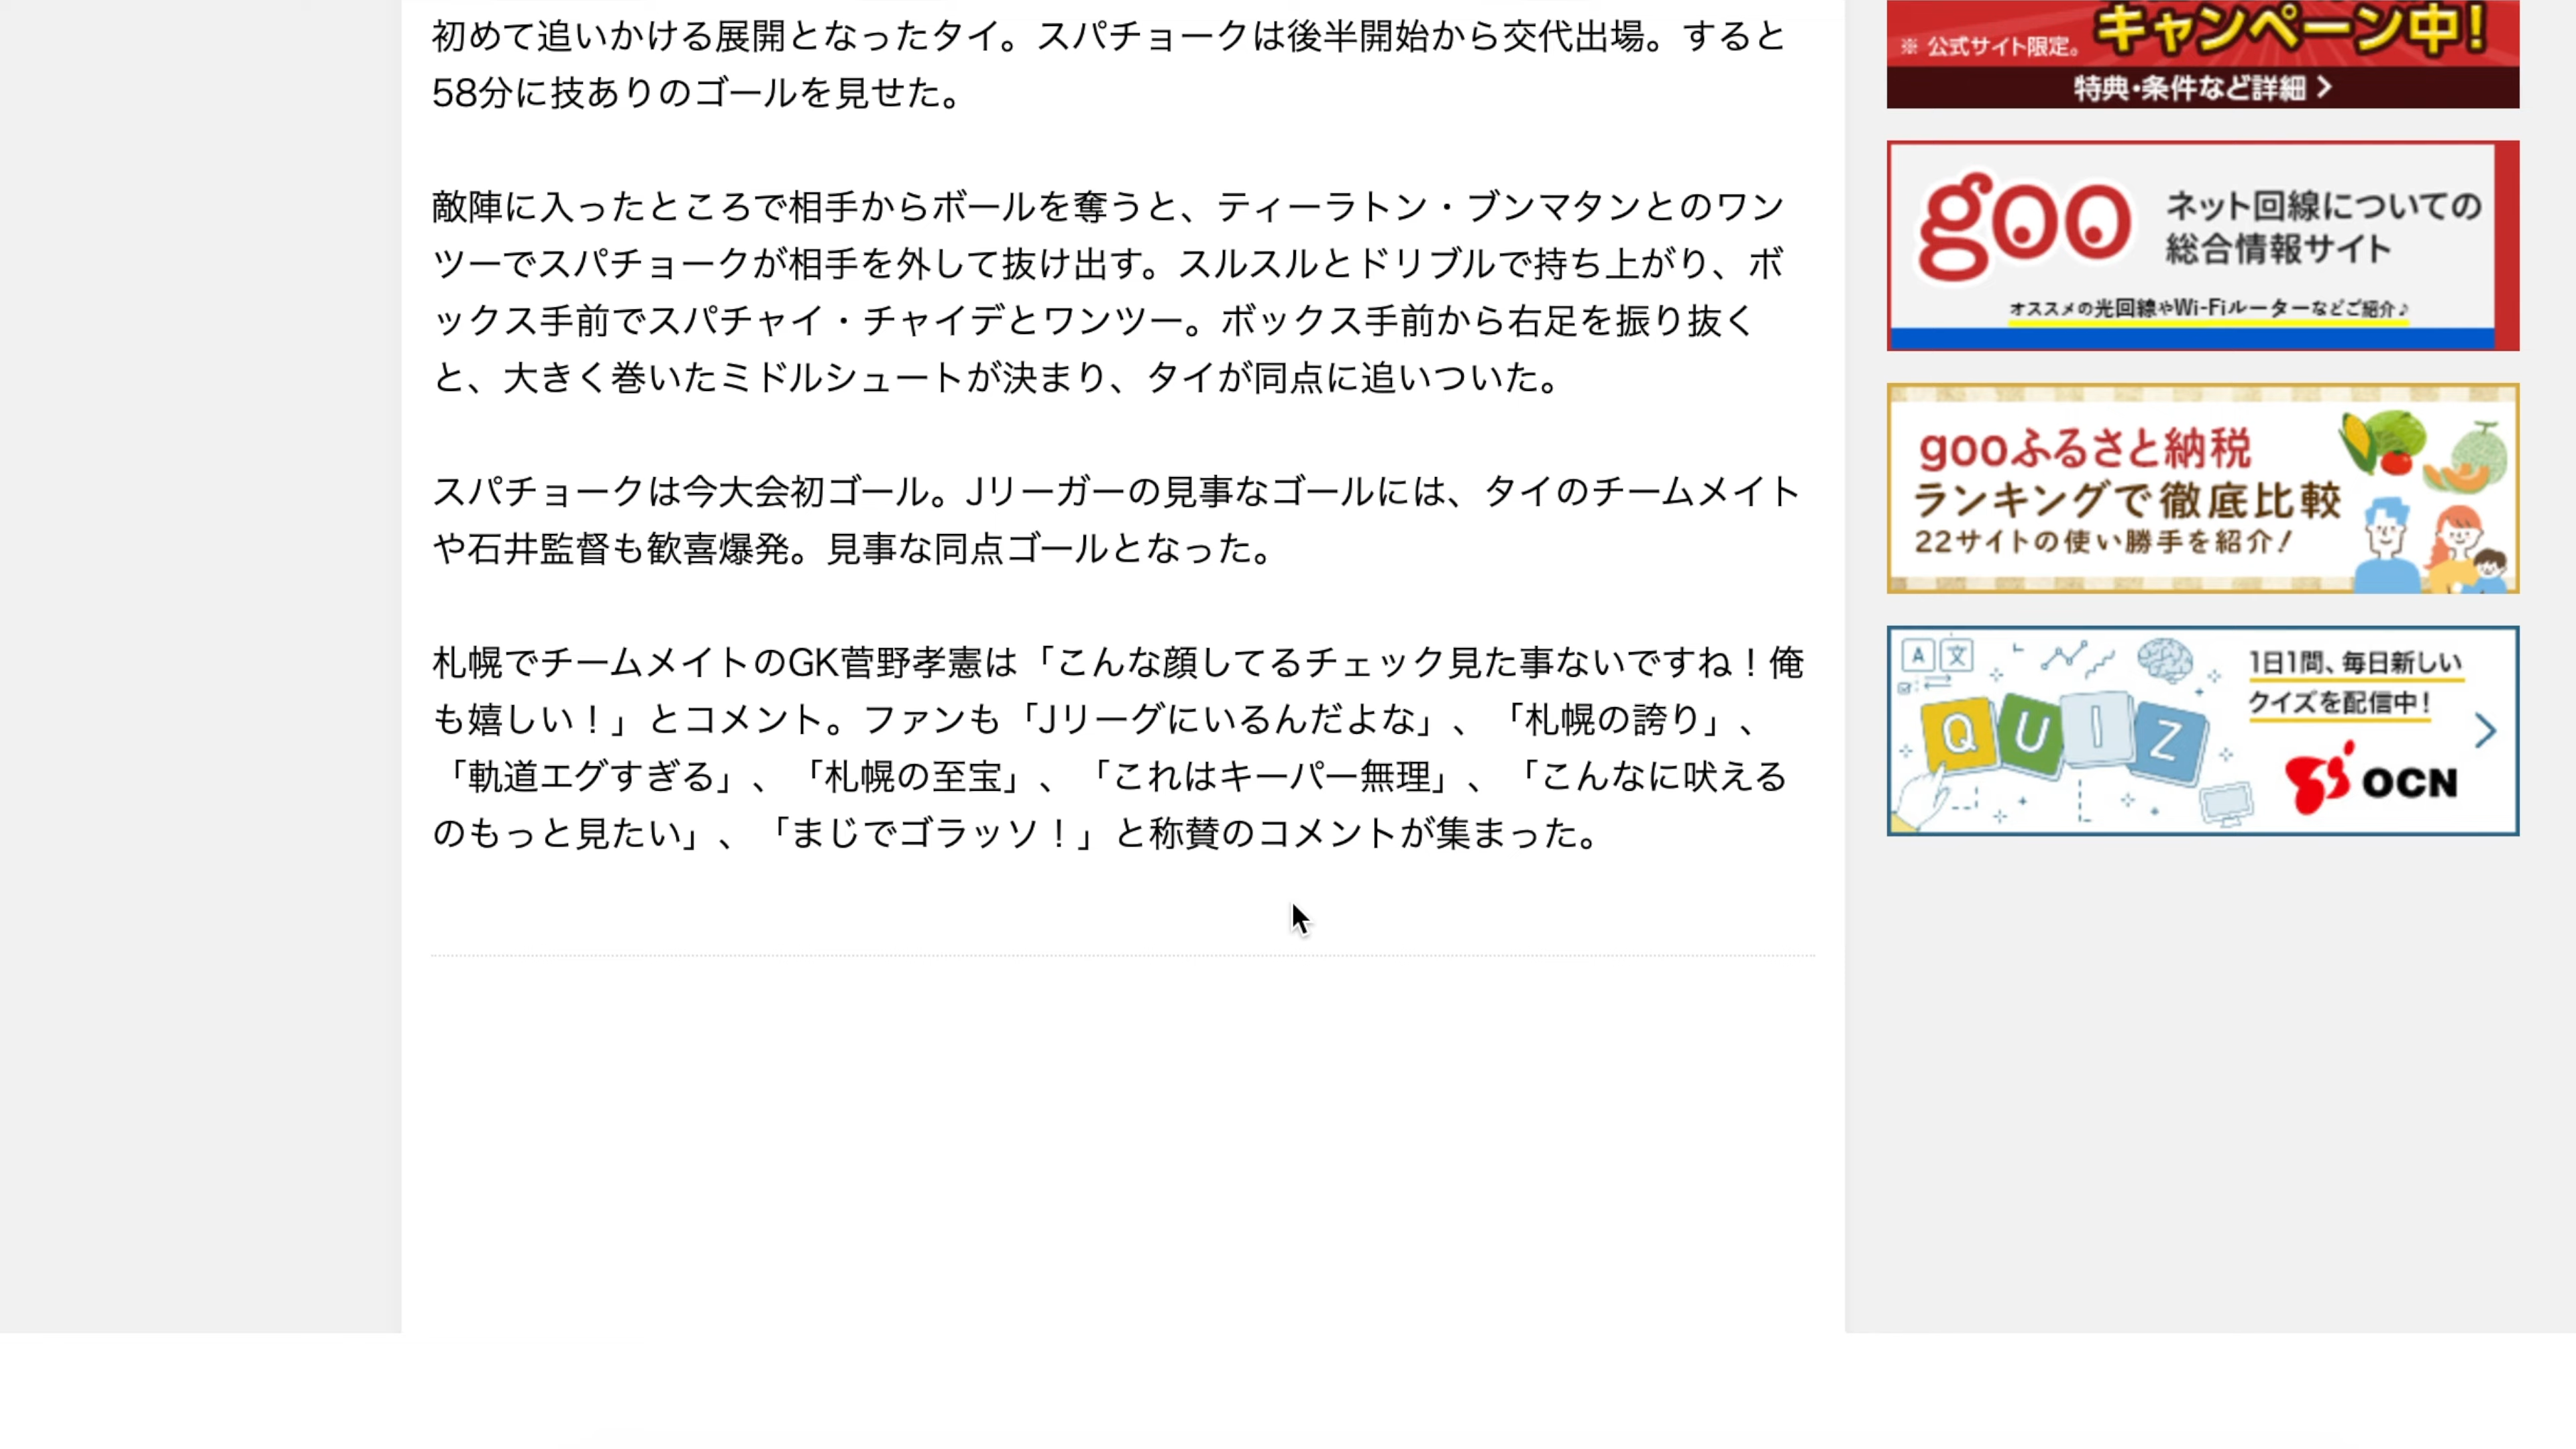 初めて追いかける展開となったタイ。スパチョークは後半開始から交代出場。すると
58分に技ありのゴールを見せた。
敵陣に入ったところで相手からボールを奪うと、ティーラトン・ブンマタンとのワン
ツーでスパチョークが相手を外して抜け出す。スルスルとドリブルで持ち上がり、ボ
ックス手前でスパチャイ・チャイデとワンツー。ボックス手前から右足を振り抜く
と、大きく巻いたミドルシュートが決まり、タイが同点に追いついた。
スパチョークは今大会初ゴール。Jリーガーの見事なゴールには、タイのチームメイト
や石井監督も歓喜爆発。見事な同点ゴールとなった。
札幌でチームメイトのGK菅野孝憲は「こんな顔してるチェック見た事ないですね！俺
も嬉しい！」とコメント。ファンも「Jリーグにいるんだよな」、「札幌の誇り」、
「軌道エグすぎる」、「札幌の至宝」、「これはキーパー無理」、「こんなに吠える
のもっと見たい」、「まじでゴラッソ！」と称賛のコメントが集まった。
キャンペーン中!
※ 公式サイト限定。
特典・条件など詳細 >
goo
ネット回線についての
総合情報サイト
オススメの光回線やWi-Fiルーターなどご紹介♪
gooふるさと納税
ランキングで徹底比較
22サイトの使い勝手を紹介!
A 文
QUIZ
1日1問、毎日新しい
クイズを配信中!
OCN